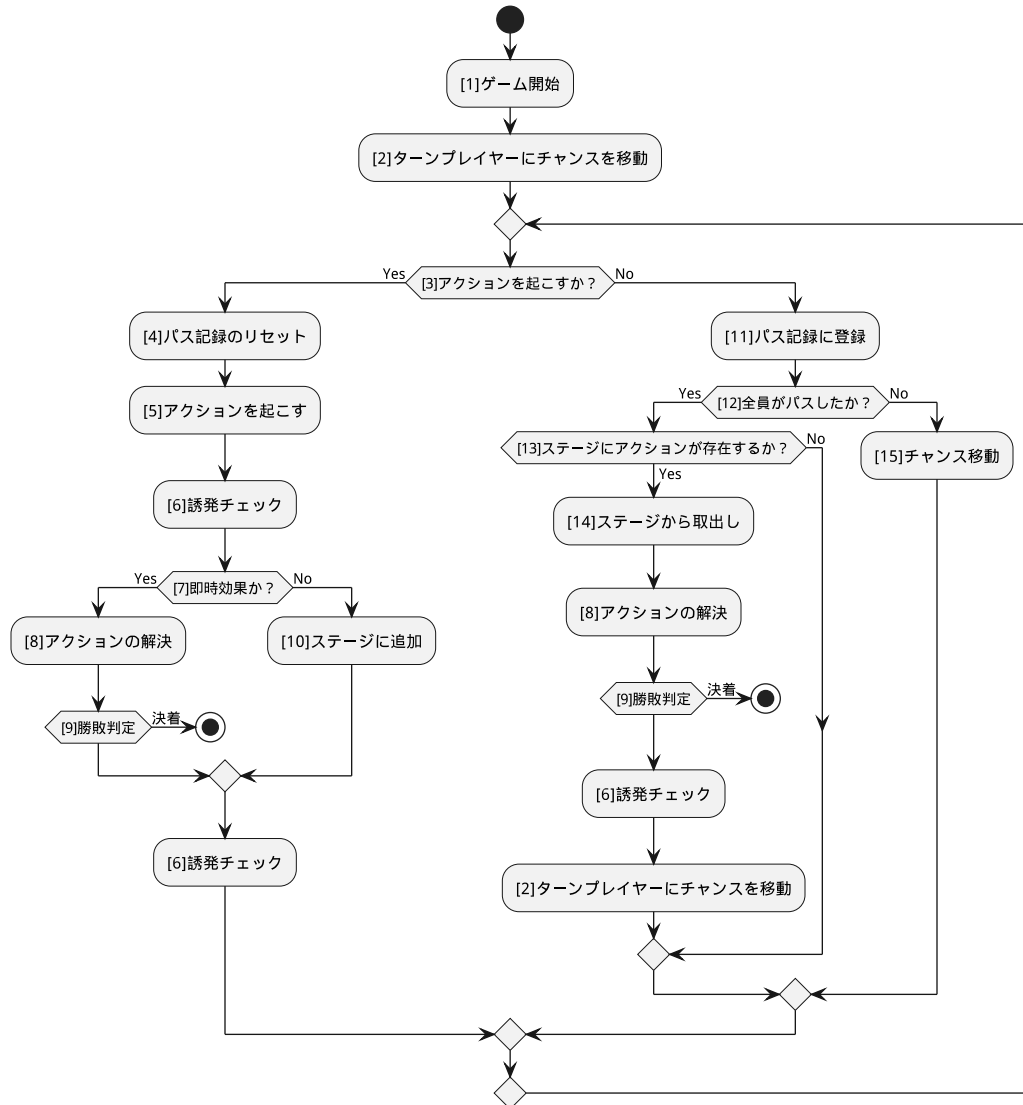 [1]ゲーム開始
[2]ターンプレイヤーにチャンスを移動
Yes
[3]アクションを起こすか？
No
[4]パス記録のリセット
[5]アクションを起こす
[6]誘発チェック
Yes
[7]即時効果か？
No
[8]アクションの解決
[9]勝敗判定
決着
[10]ステージに追加
[6]誘発チェック
[11]パス記録に登録
Yes
[12]全員がパスしたか？
No
[13]ステージにアクションが存在するか？
No
Yes
[14]ステージから取出し
[8]アクションの解決
[9]勝敗判定
決着
[6]誘発チェック
[2]ターンプレイヤーにチャンスを移動
[15]チャンス移動